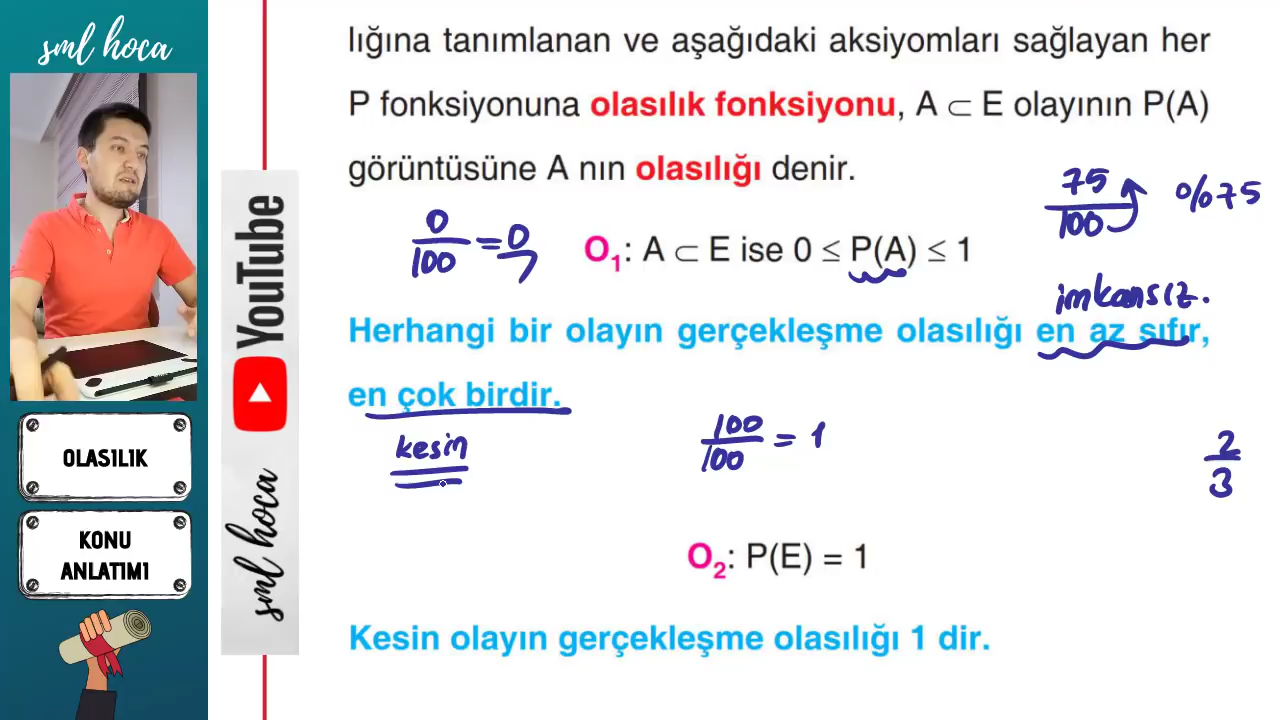 sml hoca
lığına tanımlanan ve aşağıdaki aksiyomları sağlayan her
P fonksiyonuna olasılık fonksiyonu, A ⊂ E olayının P(A)
görüntüsüne A nın olasılığı denir.
75/100 %75
0/100 = 0
O₁: A ⊂ E ise 0 ≤ P(A) ≤ 1
imkansız.
Herhangi bir olayın gerçekleşme olasılığı en az sıfır,
en çok birdir.
kesin
100/100 = 1
2/3
O₂: P(E) = 1
Kesin olayın gerçekleşme olasılığı 1 dir.
YouTube
sml hoca
OLASILIK
KONU
ANLATIMI